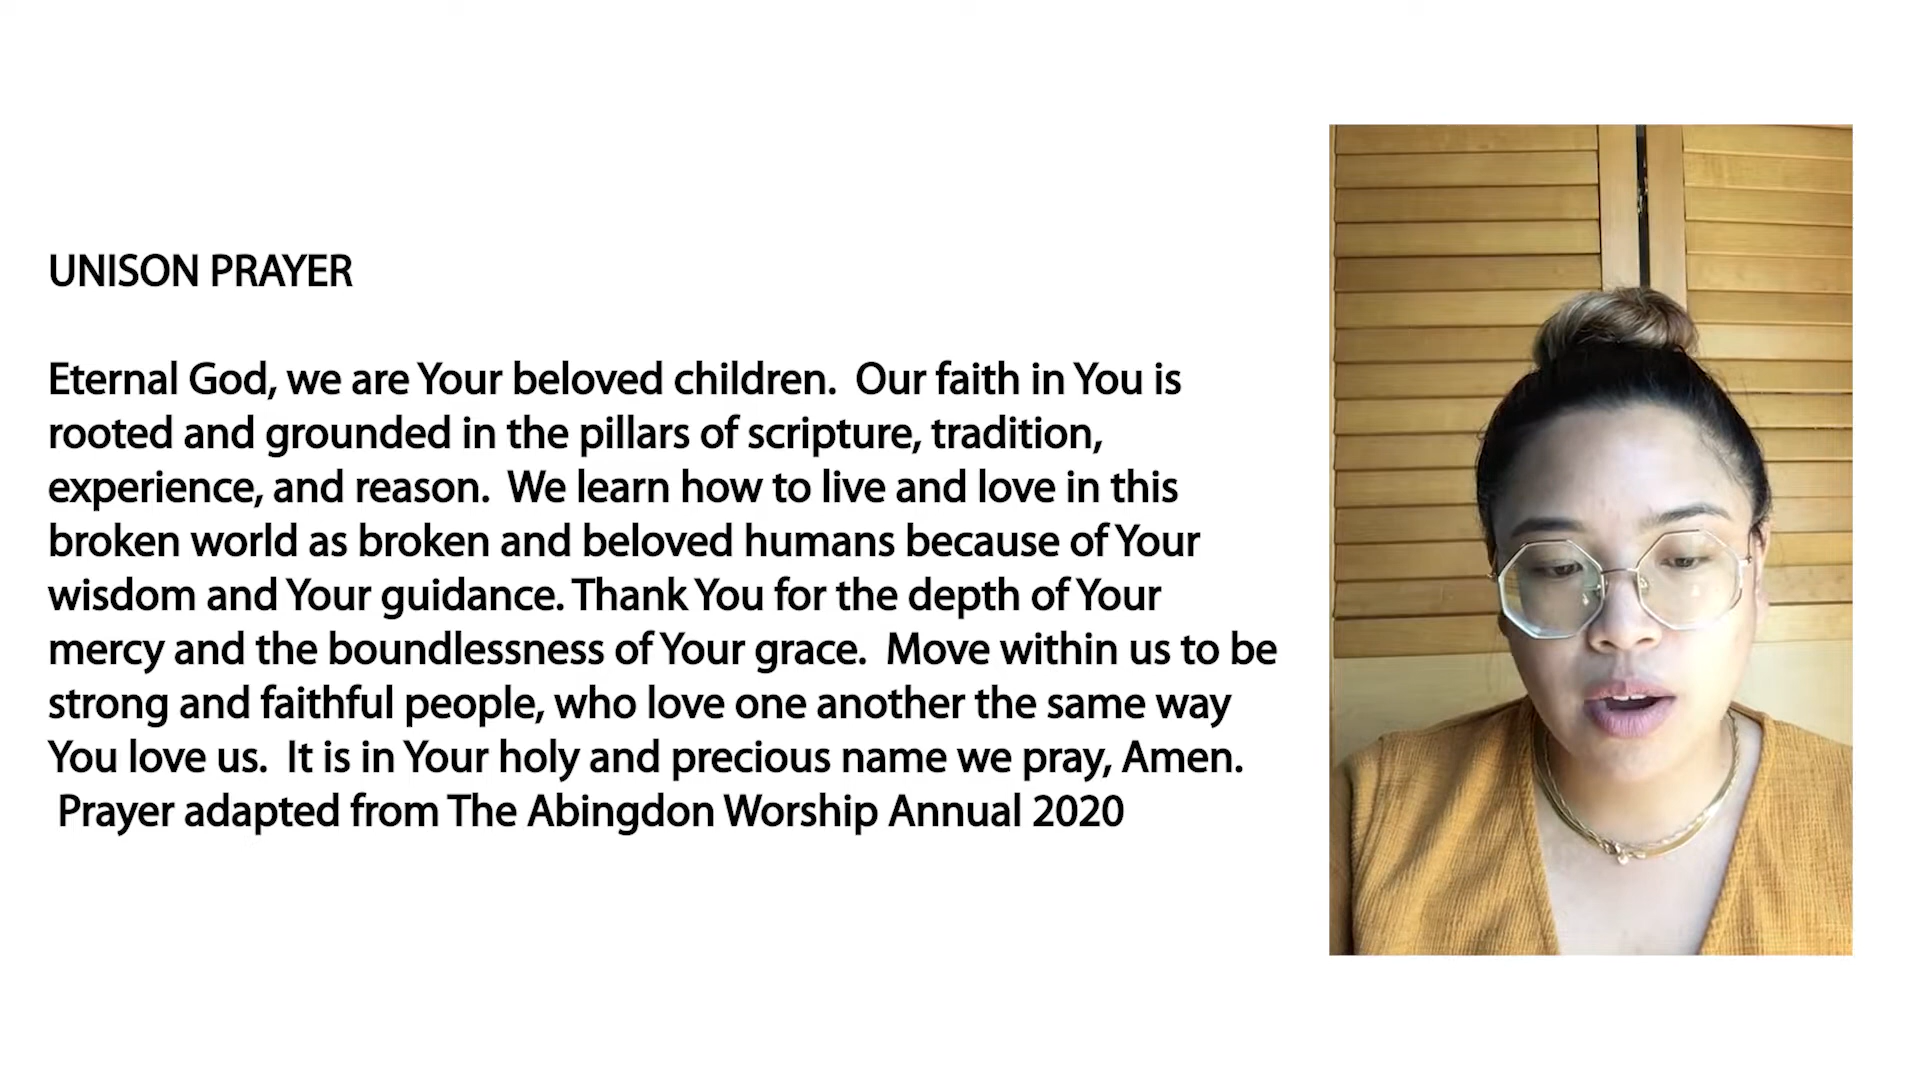 UNISON PRAYER
Eternal God, we are Your beloved children.  Our faith in You is
rooted and grounded in the pillars of scripture, tradition,
experience, and reason.  We learn how to live and love in this
broken world as broken and beloved humans because of Your
wisdom and Your guidance. Thank You for the depth of Your
mercy and the boundlessness of Your grace.  Move within us to be
strong and faithful people, who love one another the same way
You love us.  It is in Your holy and precious name we pray, Amen.
Prayer adapted from The Abingdon Worship Annual 2020